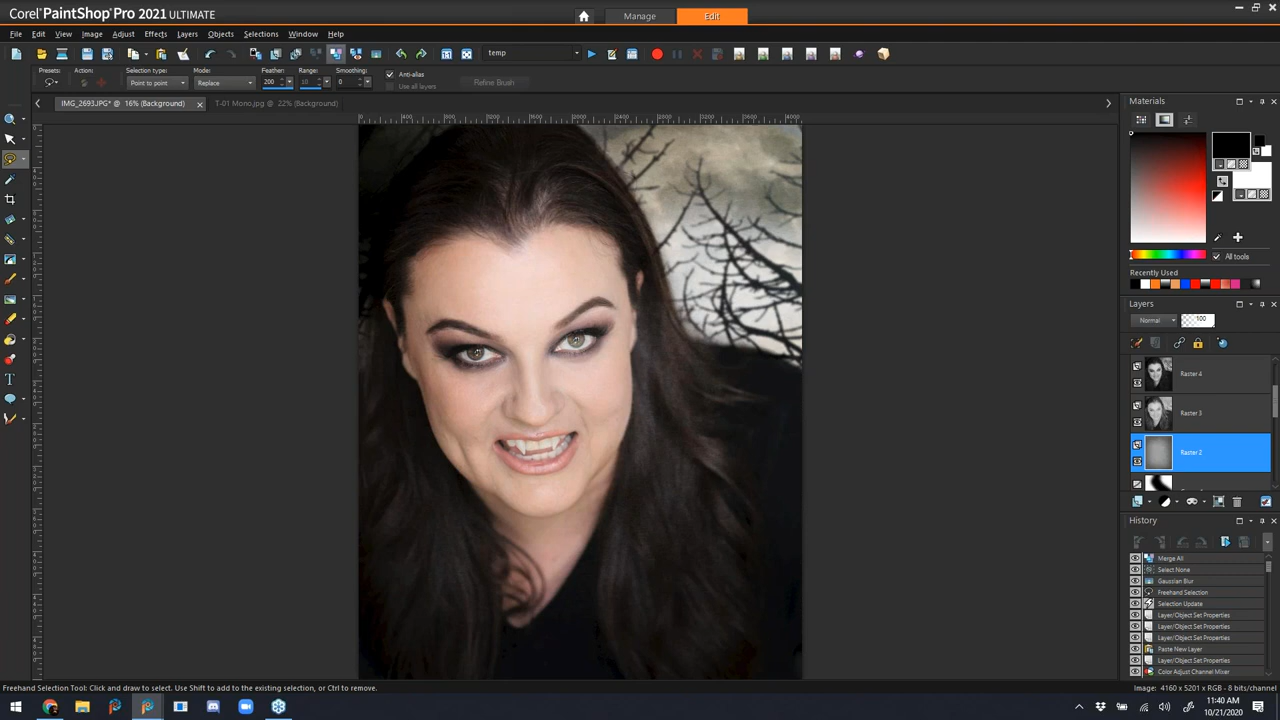 Corel PaintShop Pro 2021 ULTIMATE
Manage
Edit
File Edit View Image Adjust Effects Layers Objects Selections Window Help
temp
Presets: Action: Selection type: Mode: Feather: Range: Smoothing:
Anti-alias
Point to point Replace 200 10 0
Use all layers
Refine Brush
IMG_2693.JPG* @ 16% (Background)
T-01 Mono.jpg @ 22% (Background)
Materials
All tools
Recently Used
Layers
Normal
100
Raster 4
Raster 3
Raster 2
History
Merge All
Select None
Gaussian Blur
Freehand Selection
Selection Update
Layer/Object Set Properties
Layer/Object Set Properties
Layer/Object Set Properties
Paste New Layer
Layer/Object Set Properties
Color Adjust Channel Mixer
Freehand Selection Tool: Click and draw to select. Use Shift to add to the existing selection, or Ctrl to remove.
Image: 4160 x 5201 x RGB - 8 bits/channel
11:40 AM
10/21/2020